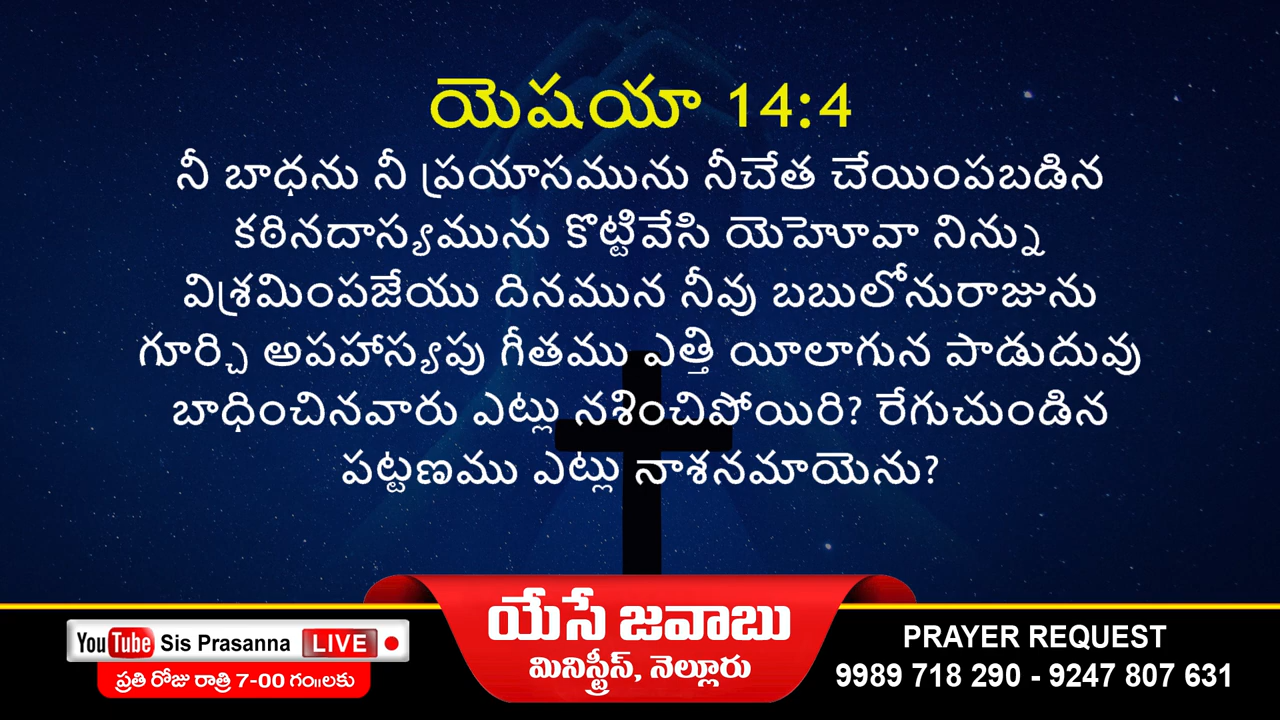 యెషయా 14:4
నీ బాధను నీ ప్రయాసమును నీచేత చేయింపబడిన
కఠినదాస్యమును కొట్టివేసి యెహెూవా నిన్ను
విశ్రమింపజేయు దినమున నీవు బబులోనురాజును
గూర్చి అపహాస్యపు గీతము ఎత్తి యీలాగున పాడుదువు
బాధించినవారు ఎట్లు నశించిపోయిరి? రేగుచుండిన
పట్టణము ఎట్లు నాశనమాయెను?
యేసే జవాబు
మినిస్ట్రీస్, నెల్లూరు
YouTube Sis Prasanna LIVE
ప్రతి రోజు రాత్రి 7-00 గం॥లకు
PRAYER REQUEST
9989 718 290 - 9247 807 631